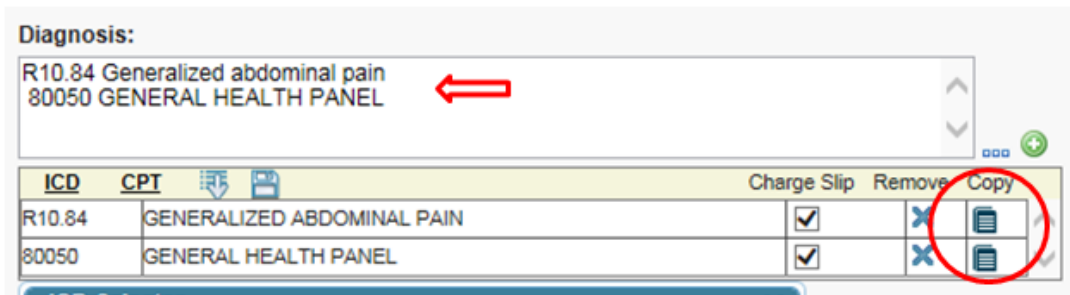 Diagnosis:
R10.84 Generalized abdominal pain
80050 GENERAL HEALTH PANEL
ICD CPT Charge Slip Remove Copy
R10.84 GENERALIZED ABDOMINAL PAIN
80050 GENERAL HEALTH PANEL